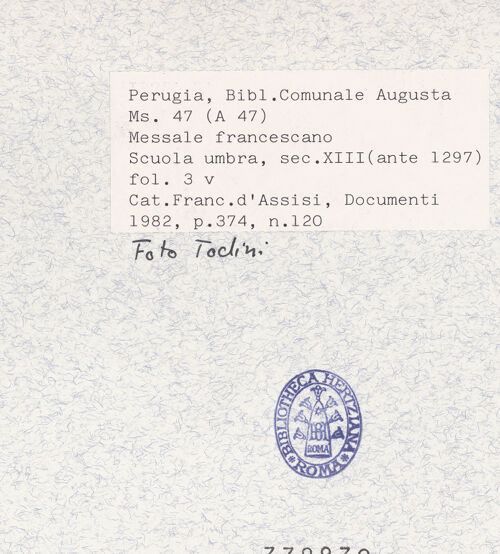 Perugia, Bibl.Comunale Augusta
Ms. 47 (A 47)
Messale francescano
Scuola umbra, sec.XIII(ante 1297)
fol. 3 v
Cat.Franc.d'Assisi, Documenti
1982, p.374, n.120
Foto Todini
BIBLIOTHECA HERTZIANA
ROMA
ROMA